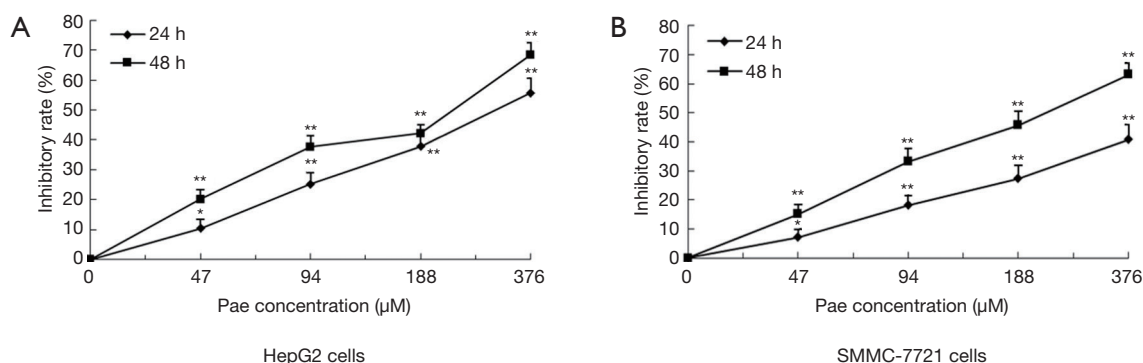 A
80
70
60
50
40
30
20
10
0
Inhibitory rate (%)
24 h
48 h
**
*
**
**
**
**
**
**
0 47 94 188 376
Pae concentration (μM)
HepG2 cells
B
80
70
60
50
40
30
20
10
0
Inhibitory rate (%)
24 h
48 h
**
*
**
**
**
**
**
**
0 47 94 188 376
Pae concentration (μM)
SMMC-7721 cells